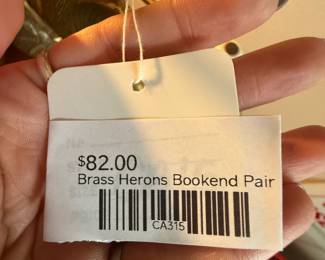 $82.00
Brass Herons Bookend Pair
CA315